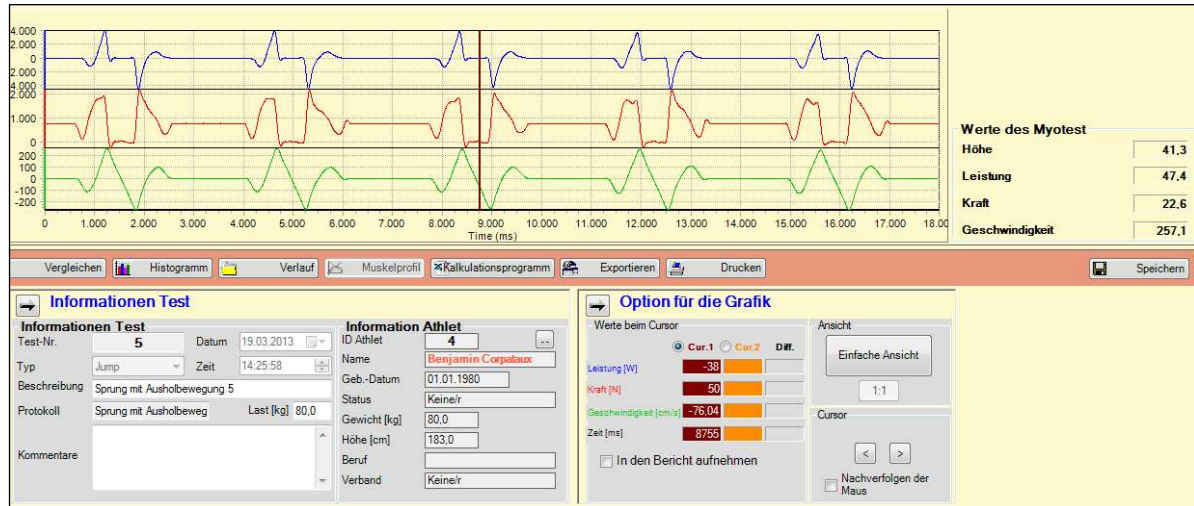 4.000
2.000
0
2.000
4.000
2.000
1.000
0
200
100
0
-100
-200
0 1.000 2.000 3.000 4.000 5.000 6.000 7.000 8.000 9.000 10.000 11.000 12.000 13.000 14.000 15.000 16.000 17.000 18.00
Time (ms)
Werte des Myotest
Höhe 41,3
Leistung 47,4
Kraft 22,6
Geschwindigkeit 257,1
Vergleichen Histogramm Verlauf Muskelprofil Kalkulationsprogramm Exportieren Drucken Speichern
Informationen Test
Informationen Test
Test-Nr. 5 Datum 19.03.2013
Typ Jump Zeit 14:25:58
Beschreibung Sprung mit Ausholbewegung 5
Protokoll Sprung mit Ausholbeweg Last [kg] 80,0
Kommentare
Information Athlet
ID Athlet 4 ...
Name Benjamin Corpataux
Geb.-Datum 01.01.1980
Status Keine/r
Gewicht [kg] 80,0
Höhe [cm] 183,0
Beruf
Verband Keine/r
Option für die Grafik
Werte beim Cursor
Cur.1 Cur.2 Diff.
Leistung [W] -38
Kraft [N] 50
Geschwindigkeit [cm/s] -76,04
Zeit [ms] 8755
In den Bericht aufnehmen
Ansicht
Einfache Ansicht
1:1
Cursor
< >
Nachverfolgen der
Maus